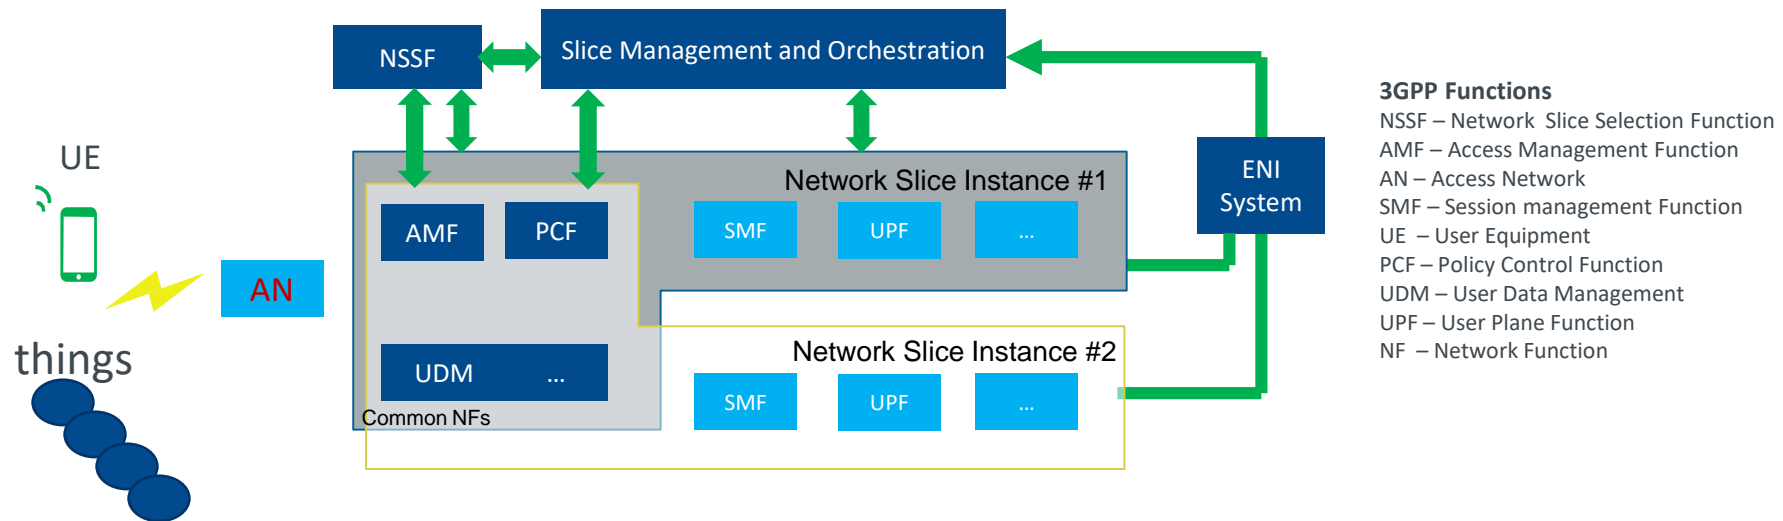 NSSF
Slice Management and Orchestration
UE
things
AN
Network Slice Instance #1
AMF
PCF
SMF
UPF
...
UDM
...
Common NFs
Network Slice Instance #2
SMF
UPF
...
ENI
System
3GPP Functions
NSSF – Network Slice Selection Function
AMF – Access Management Function
AN – Access Network
SMF – Session management Function
UE – User Equipment
PCF – Policy Control Function
UDM – User Data Management
UPF – User Plane Function
NF – Network Function